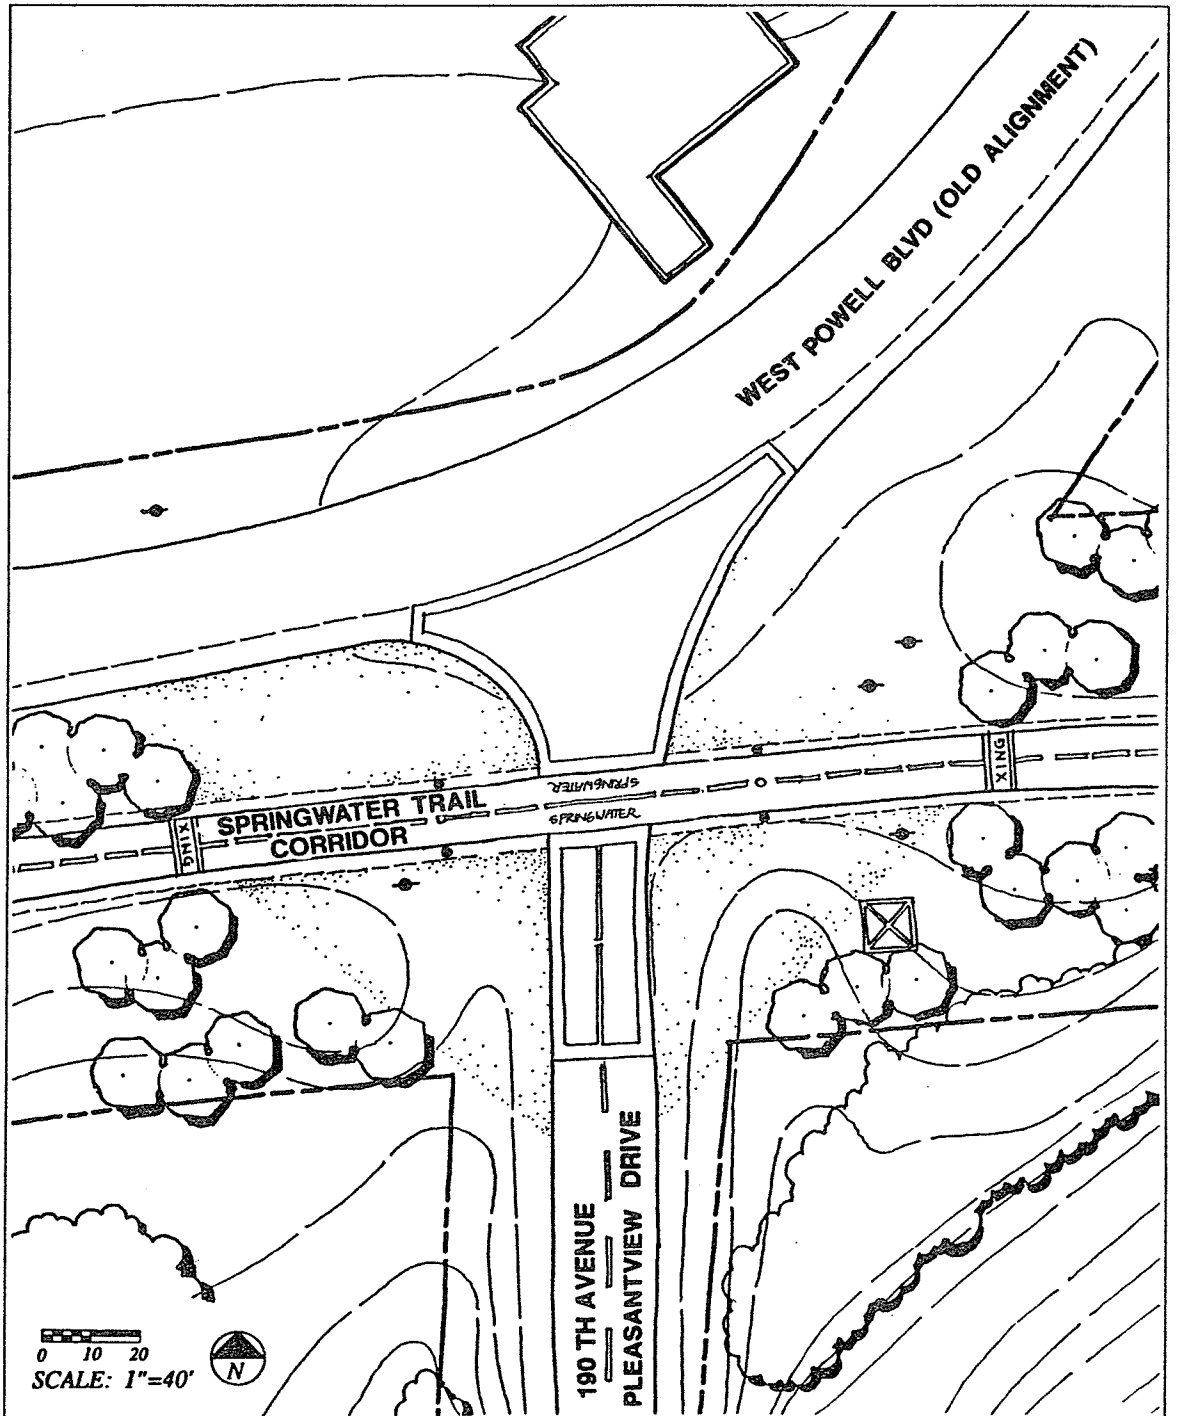 WEST POWELL BLVD (OLD ALIGNMENT)
XING
SPRINGWATER
SPRINGWATER
SPRINGWATER TRAIL
CORRIDOR
XING
190 TH AVENUE
PLEASANTVIEW DRIVE
0 10 20
SCALE: 1"=40'
N